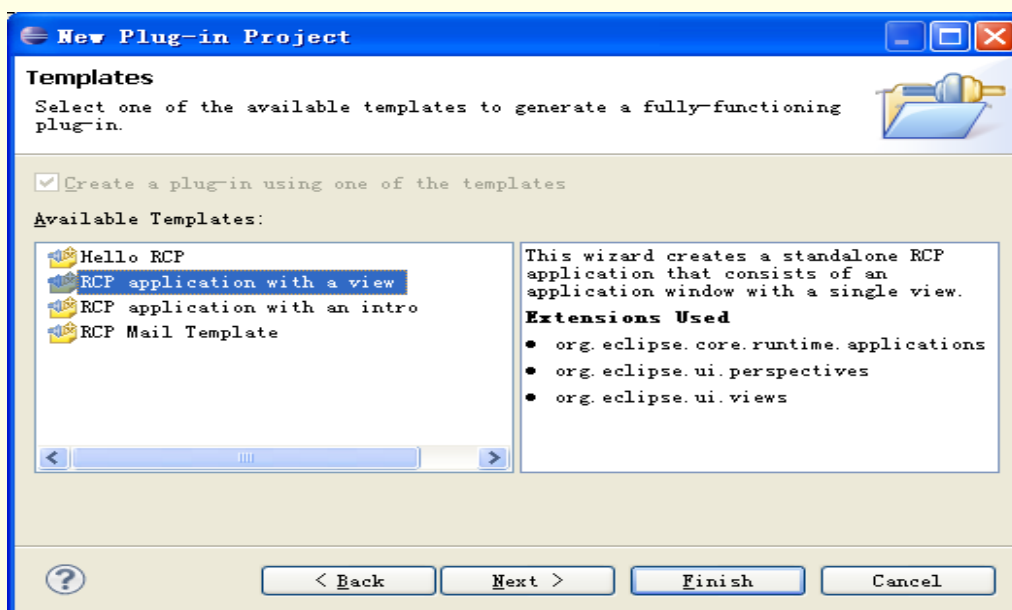 New Plug-in Project
Templates
Select one of the available templates to generate a fully-functioning
plug-in.
Create a plug-in using one of the templates
Available Templates:
Hello RCP
RCP application with a view
RCP application with an intro
RCP Mail Template
This wizard creates a standalone RCP
application that consists of an
application window with a single view.
Extensions Used
● org.eclipse.core.runtime.applications
● org.eclipse.ui.perspectives
● org.eclipse.ui.views
?
< Back
Next >
Finish
Cancel